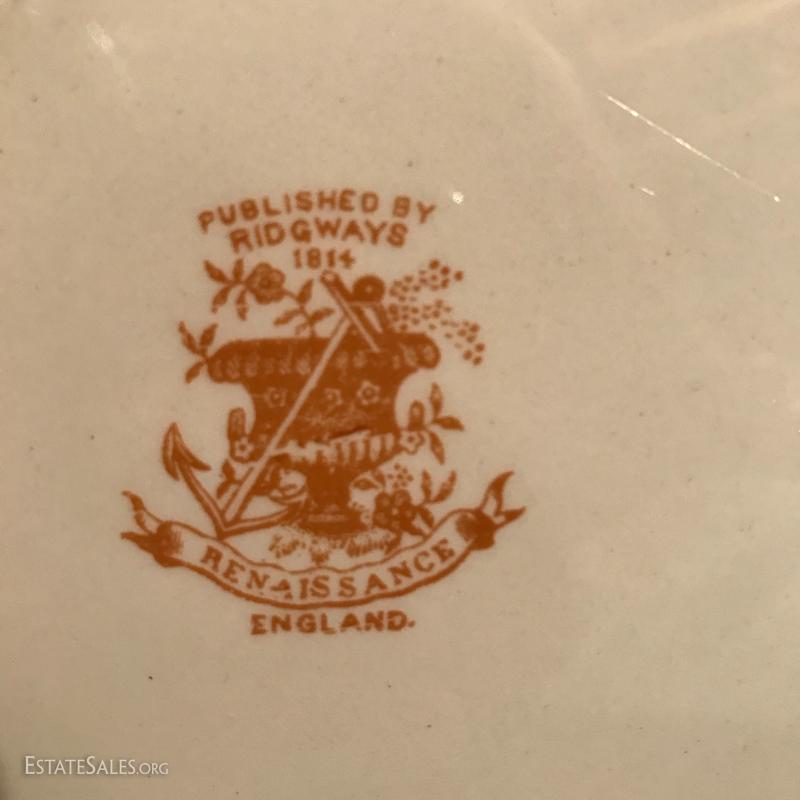 PUBLISHED BY
RIDGWAYS
1814
RENAISSANCE
ENGLAND.
ESTATESALES.ORG